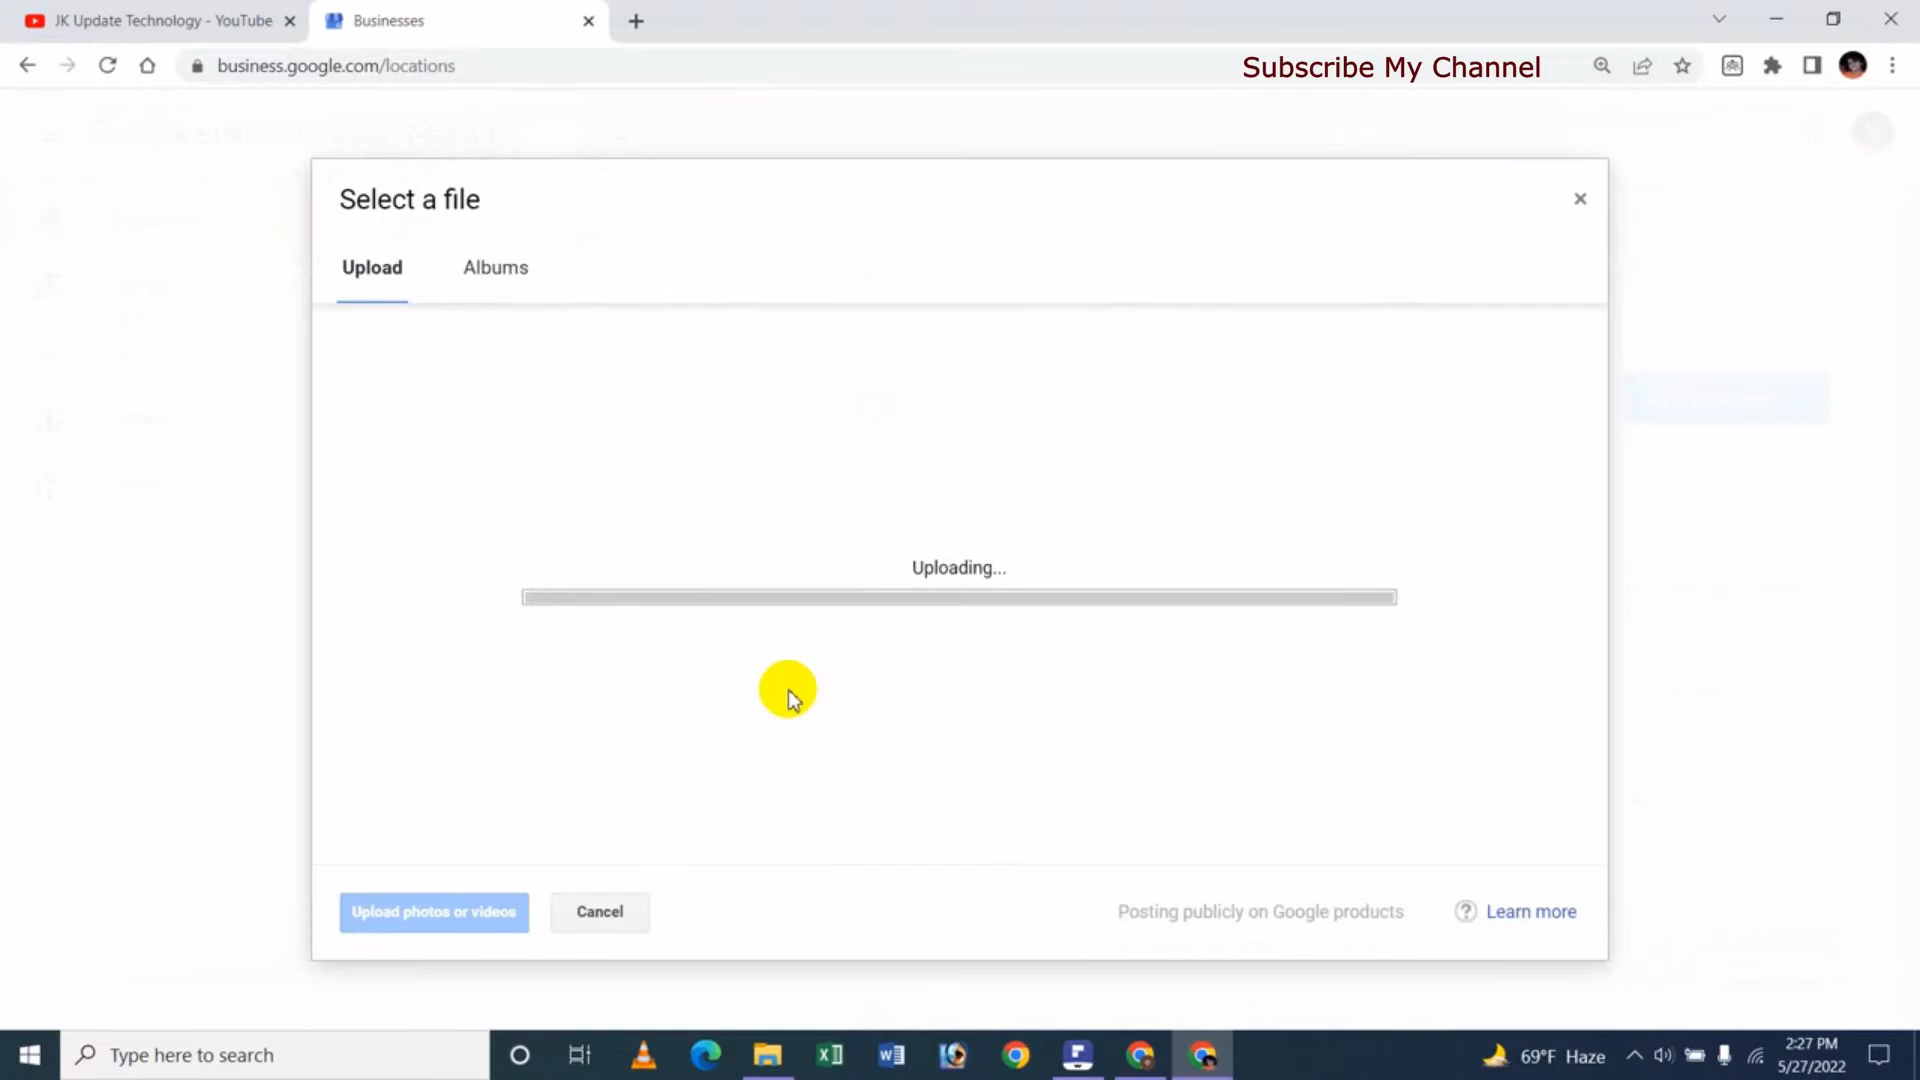 JK Update Technology - YouTube
Businesses
business.google.com/locations
Subscribe My Channel
Select a file
Upload
Albums
Uploading...
Upload photos or videos
Cancel
Posting publicly on Google products
Learn more
Type here to search
69°F Haze
2:27 PM
5/27/2022